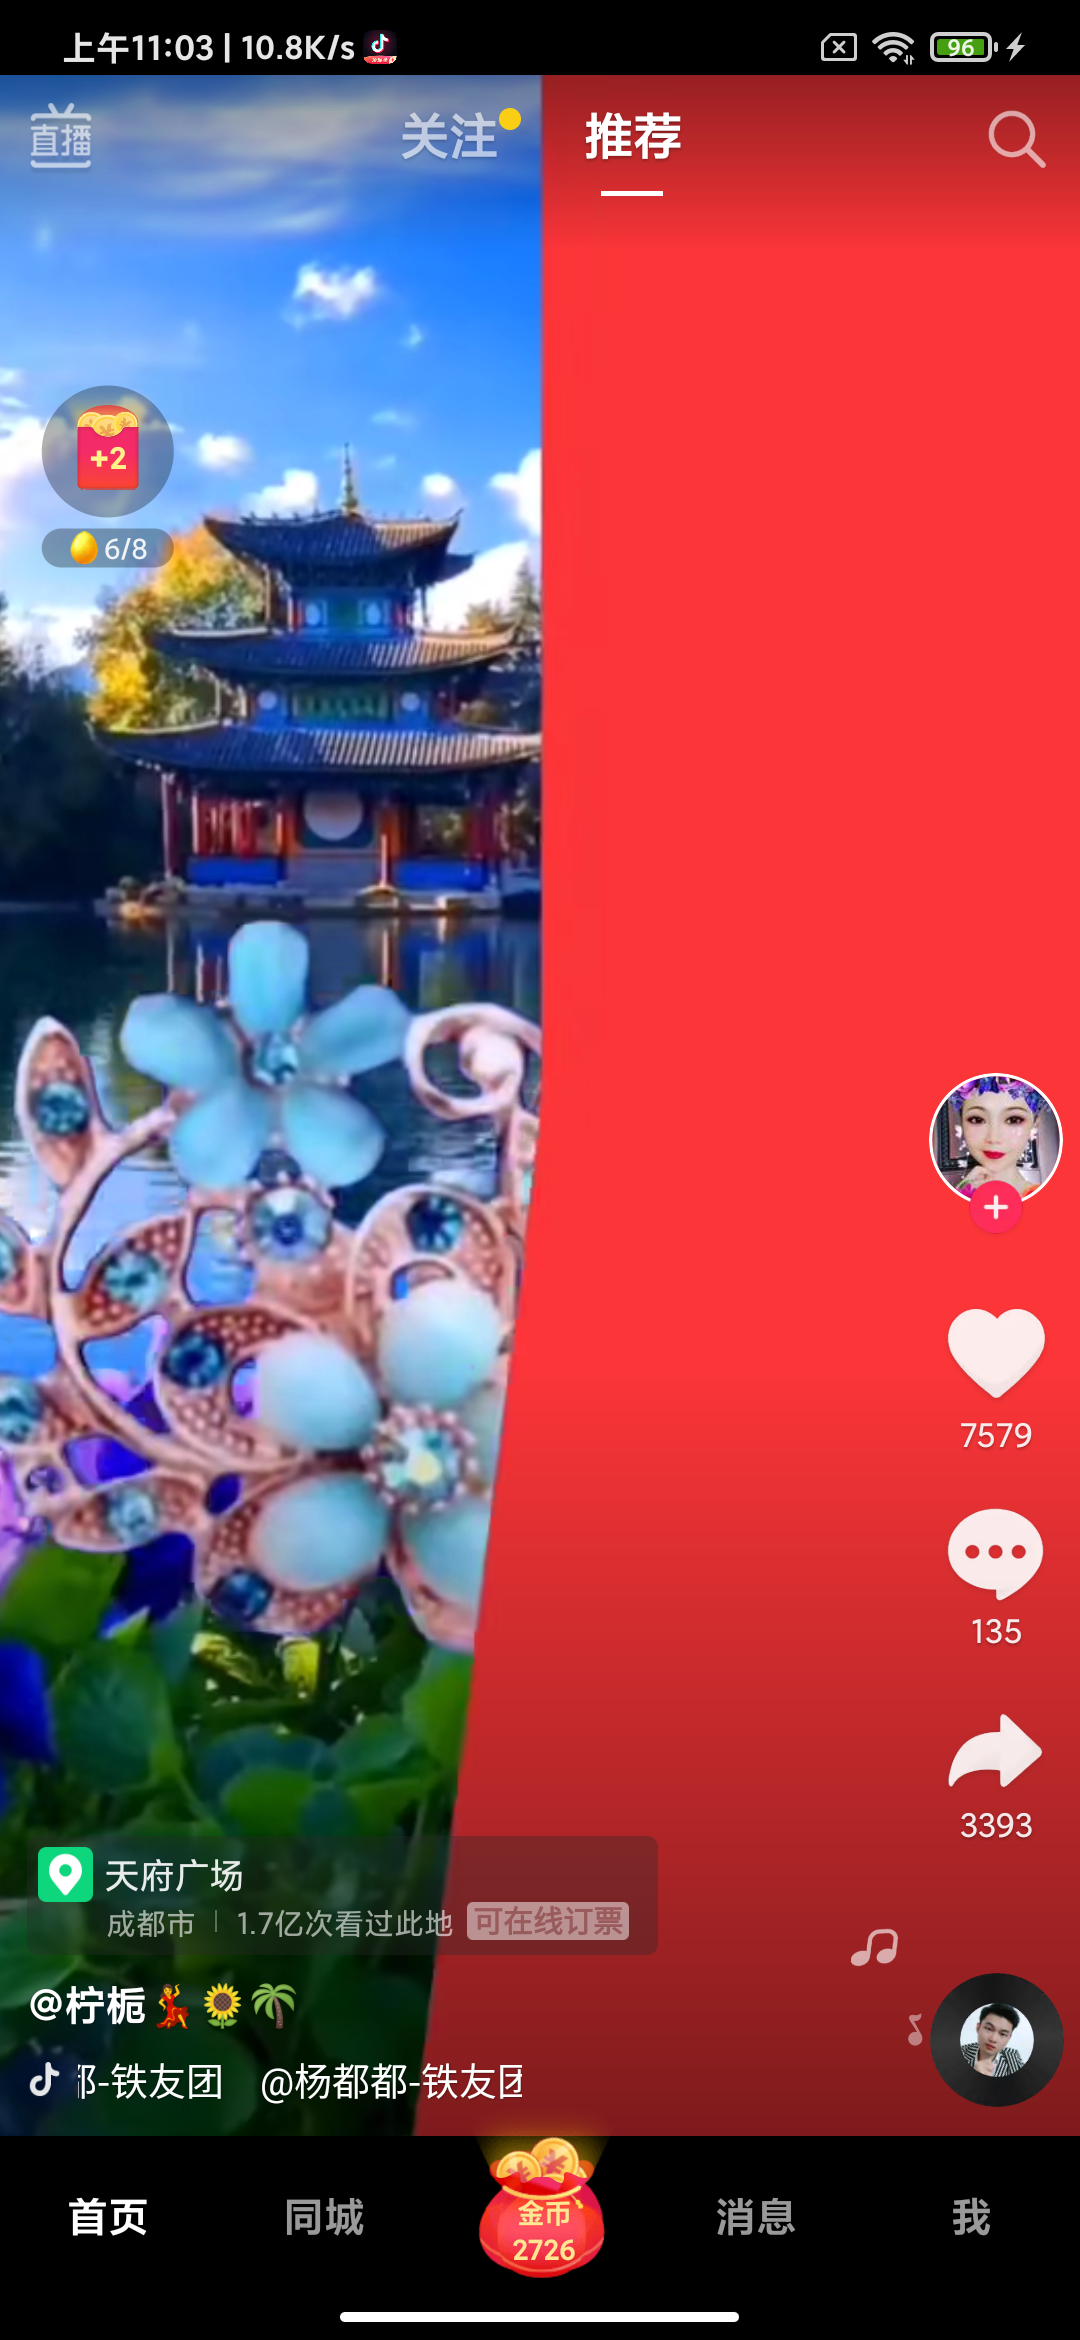 上午11:03 | 10.8K/s
96
直播
关注
推荐
+2
6/8
7579
135
3393
天府广场
成都市 | 1.7亿次看过此地 可在线订票
@柠栀💃🌻🌴
都-铁友团 @杨都都-铁友团
首页
同城
金币
2726
消息
我